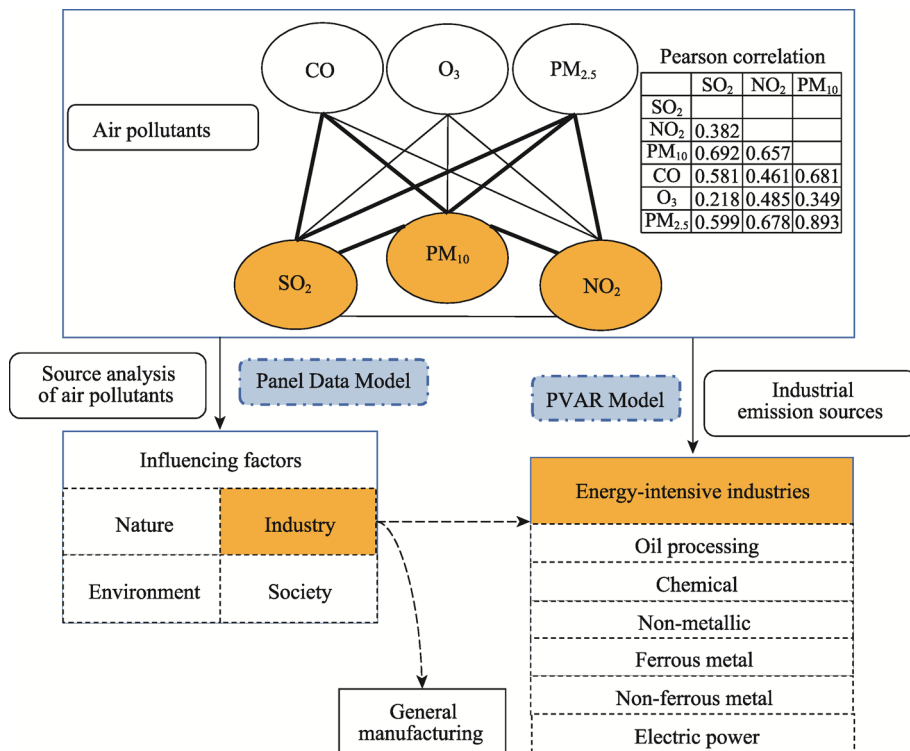 CO
O₃
PM₂.₅
Air pollutants
SO₂
PM₁₀
NO₂
Pearson correlation
SO₂ NO₂ PM₁₀
SO₂
NO₂ 0.382
PM₁₀ 0.692 0.657
CO 0.581 0.461 0.681
O₃ 0.218 0.485 0.349
PM₂.₅ 0.599 0.678 0.893
Source analysis
of air pollutants
Panel Data Model
PVAR Model
Industrial
emission sources
Influencing factors
Nature Industry
Environment Society
General
manufacturing
Energy-intensive industries
Oil processing
Chemical
Non-metallic
Ferrous metal
Non-ferrous metal
Electric power